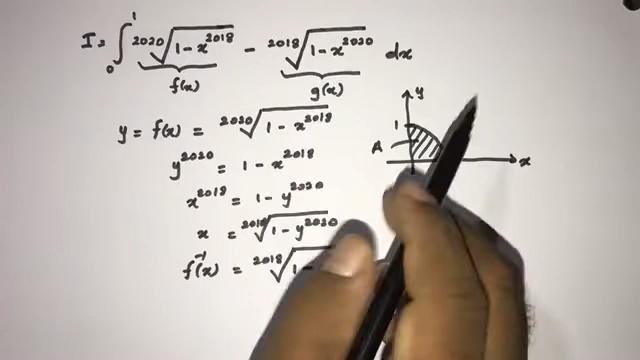 I = ∫₀¹ ²⁰²⁰√(1 - x²⁰¹⁸) - ²⁰¹⁸√(1 - x²⁰²⁰) dx
f(x) g(x)
y = f(x) = ²⁰²⁰√(1 - x²⁰¹⁸)
y²⁰²⁰ = 1 - x²⁰¹⁸
x²⁰¹⁸ = 1 - y²⁰²⁰
x = ²⁰¹⁸√(1 - y²⁰²⁰)
f⁻¹(x) = ²⁰¹⁸√(1 -
y
1
A
x